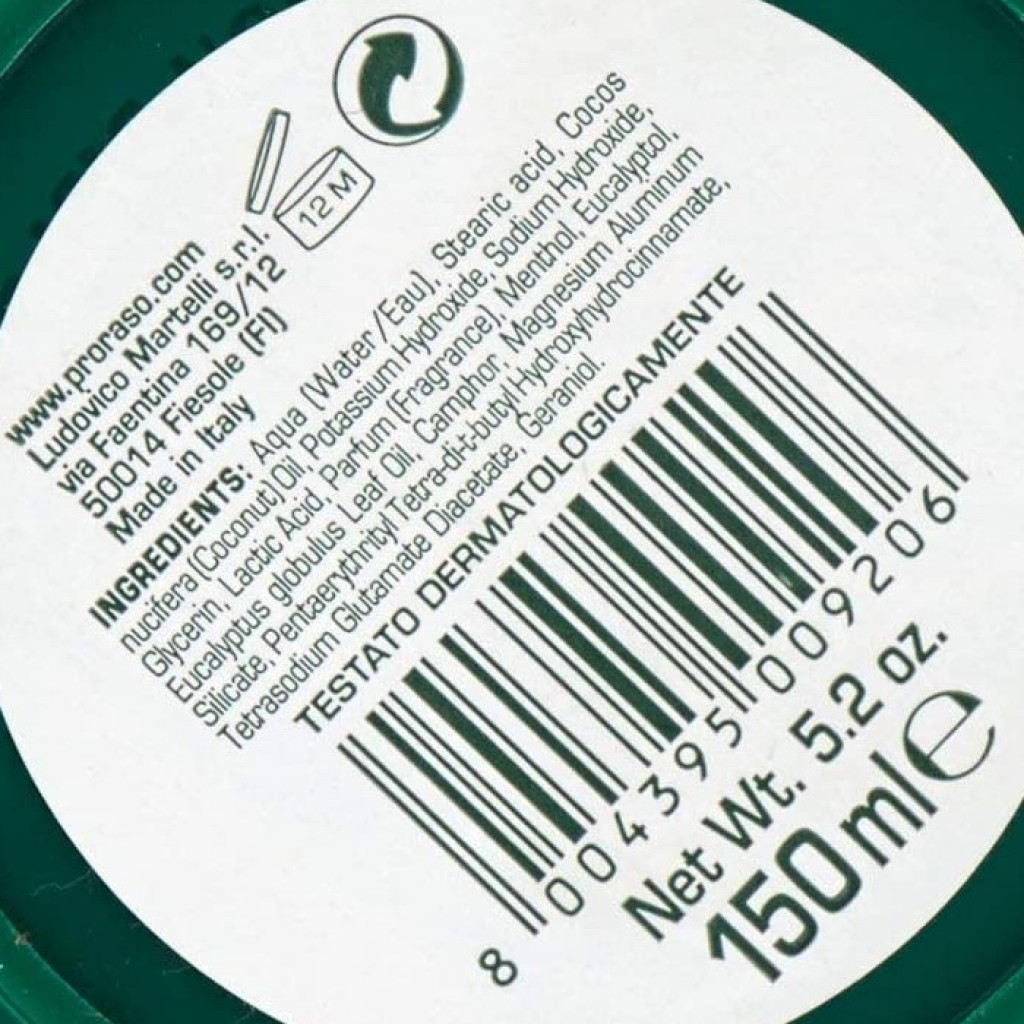 12 M
www.proraso.com
Ludovico Martelli s.r.l.
via Faentina 169/12
50014 Fiesole (FI)
Made in Italy
INGREDIENTS: Aqua (Water/Eau), Stearic acid, Cocos
nucifera (Coconut) Oil, Potassium Hydroxide, Sodium Hydroxide,
Glycerin, Lactic Acid, Parfum (Fragrance), Menthol, Eucalyptol,
Eucalyptus globulus Leaf Oil, Camphor, Magnesium Aluminum
Silicate, Pentaerythrityl Tetra-di-t-butyl Hydroxyhydrocinnamate,
Tetrasodium Glutamate Diacetate, Geraniol.
TESTATO DERMATOLOGICAMENTE
8 004395 009206
Net Wt. 5.2 oz.
150 ml e